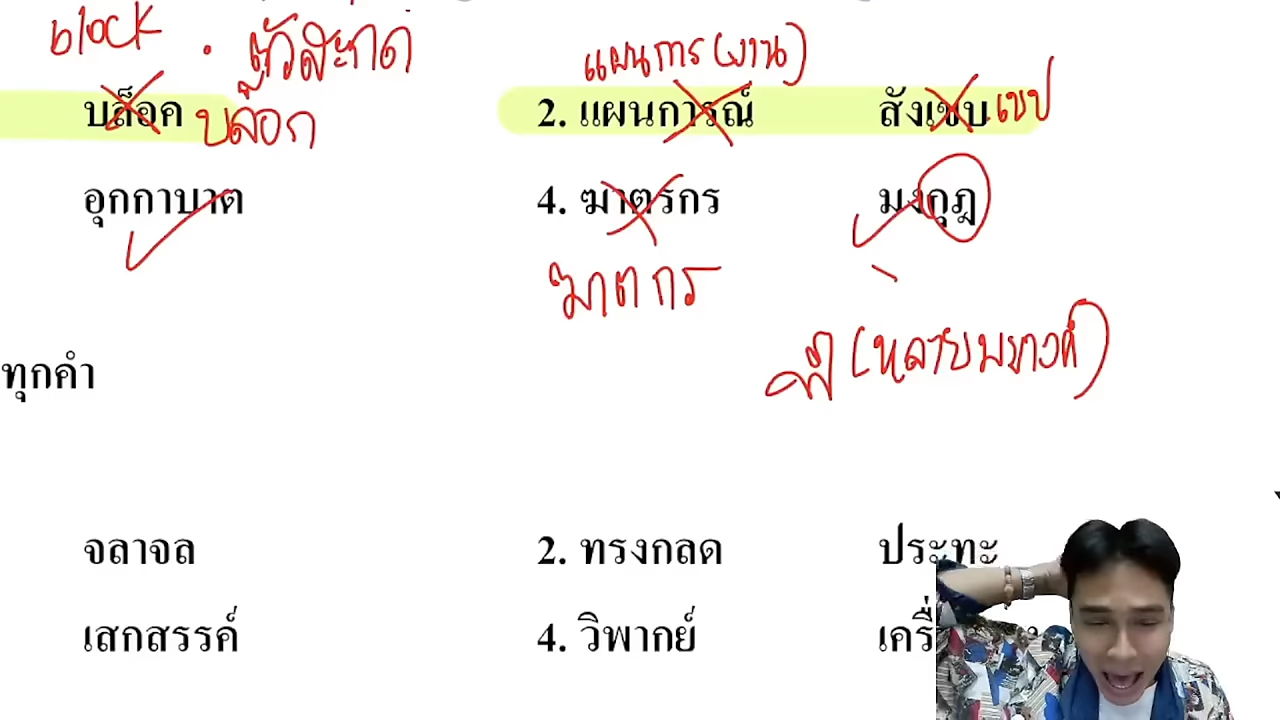 block . ตัวสะกด
แผนการ(งาน)
บล็อค บล็อก 2. แผนการณ์ สังเขบ เขป
อุกกาบาต 4. ฆาตรกร มงกุฎ
ฆาตกร
(หลายพยางค์)
ทุกคำ
จลาจล 2. ทรงกลด ประทะ
เสกสรรค์ 4. วิพากย์